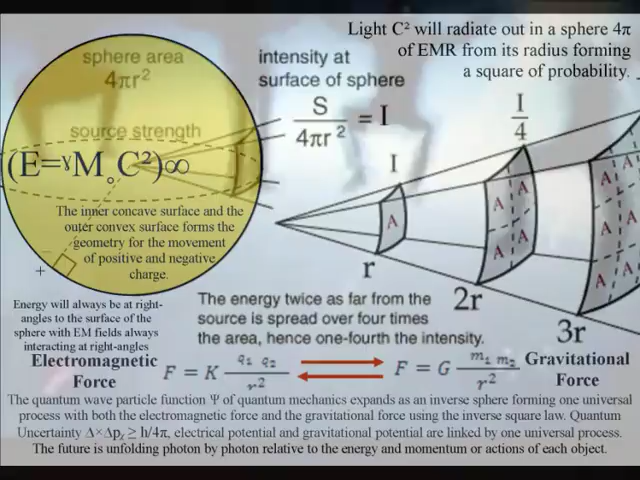 Light C² will radiate out in a sphere 4π
of EMR from its radius forming
a square of probability.
sphere area
4πr²
intensity at
surface of sphere
S
4πr² = I
source strength
(E=ˠM˳C²)∞
I
I
4
The inner concave surface and the
outer convex surface forms the
geometry for the movement
of positive and negative
charge.
+
A
A A
A A
A A
A
A A
r
2r
3r
Energy will always be at right-
angles to the surface of the
sphere with EM fields always
interacting at right-angles
The energy twice as far from the
source is spread over four times
the area, hence one-fourth the intensity.
Electromagnetic
Force
F = K q₁ q₂
r²
F = G m₁ m₂
r²
Gravitational
Force
The quantum wave particle function Ψ of quantum mechanics expands as an inverse sphere forming one universal
process with both the electromagnetic force and the gravitational force using the inverse square law. Quantum
Uncertainty Δ×Δpᵪ ≥ h/4π, electrical potential and gravitational potential are linked by one universal process.
The future is unfolding photon by photon relative to the energy and momentum or actions of each object.